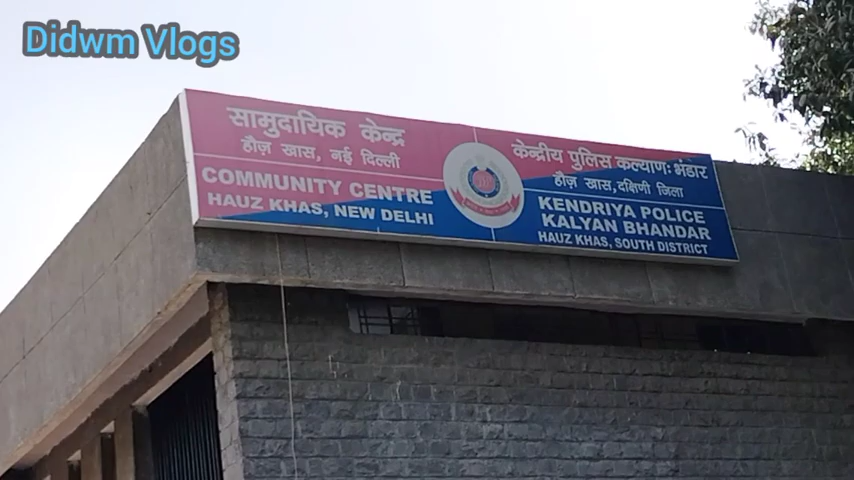 Didwm Vlogs
सामुदायिक केन्द्र
हौज़ खास, नई दिल्ली
COMMUNITY CENTRE
HAUZ KHAS, NEW DELHI
केन्द्रीय पुलिस कल्याण: भंडार
हौज़ खास, दक्षिणी जिला
KENDRIYA POLICE
KALYAN BHANDAR
HAUZ KHAS, SOUTH DISTRICT